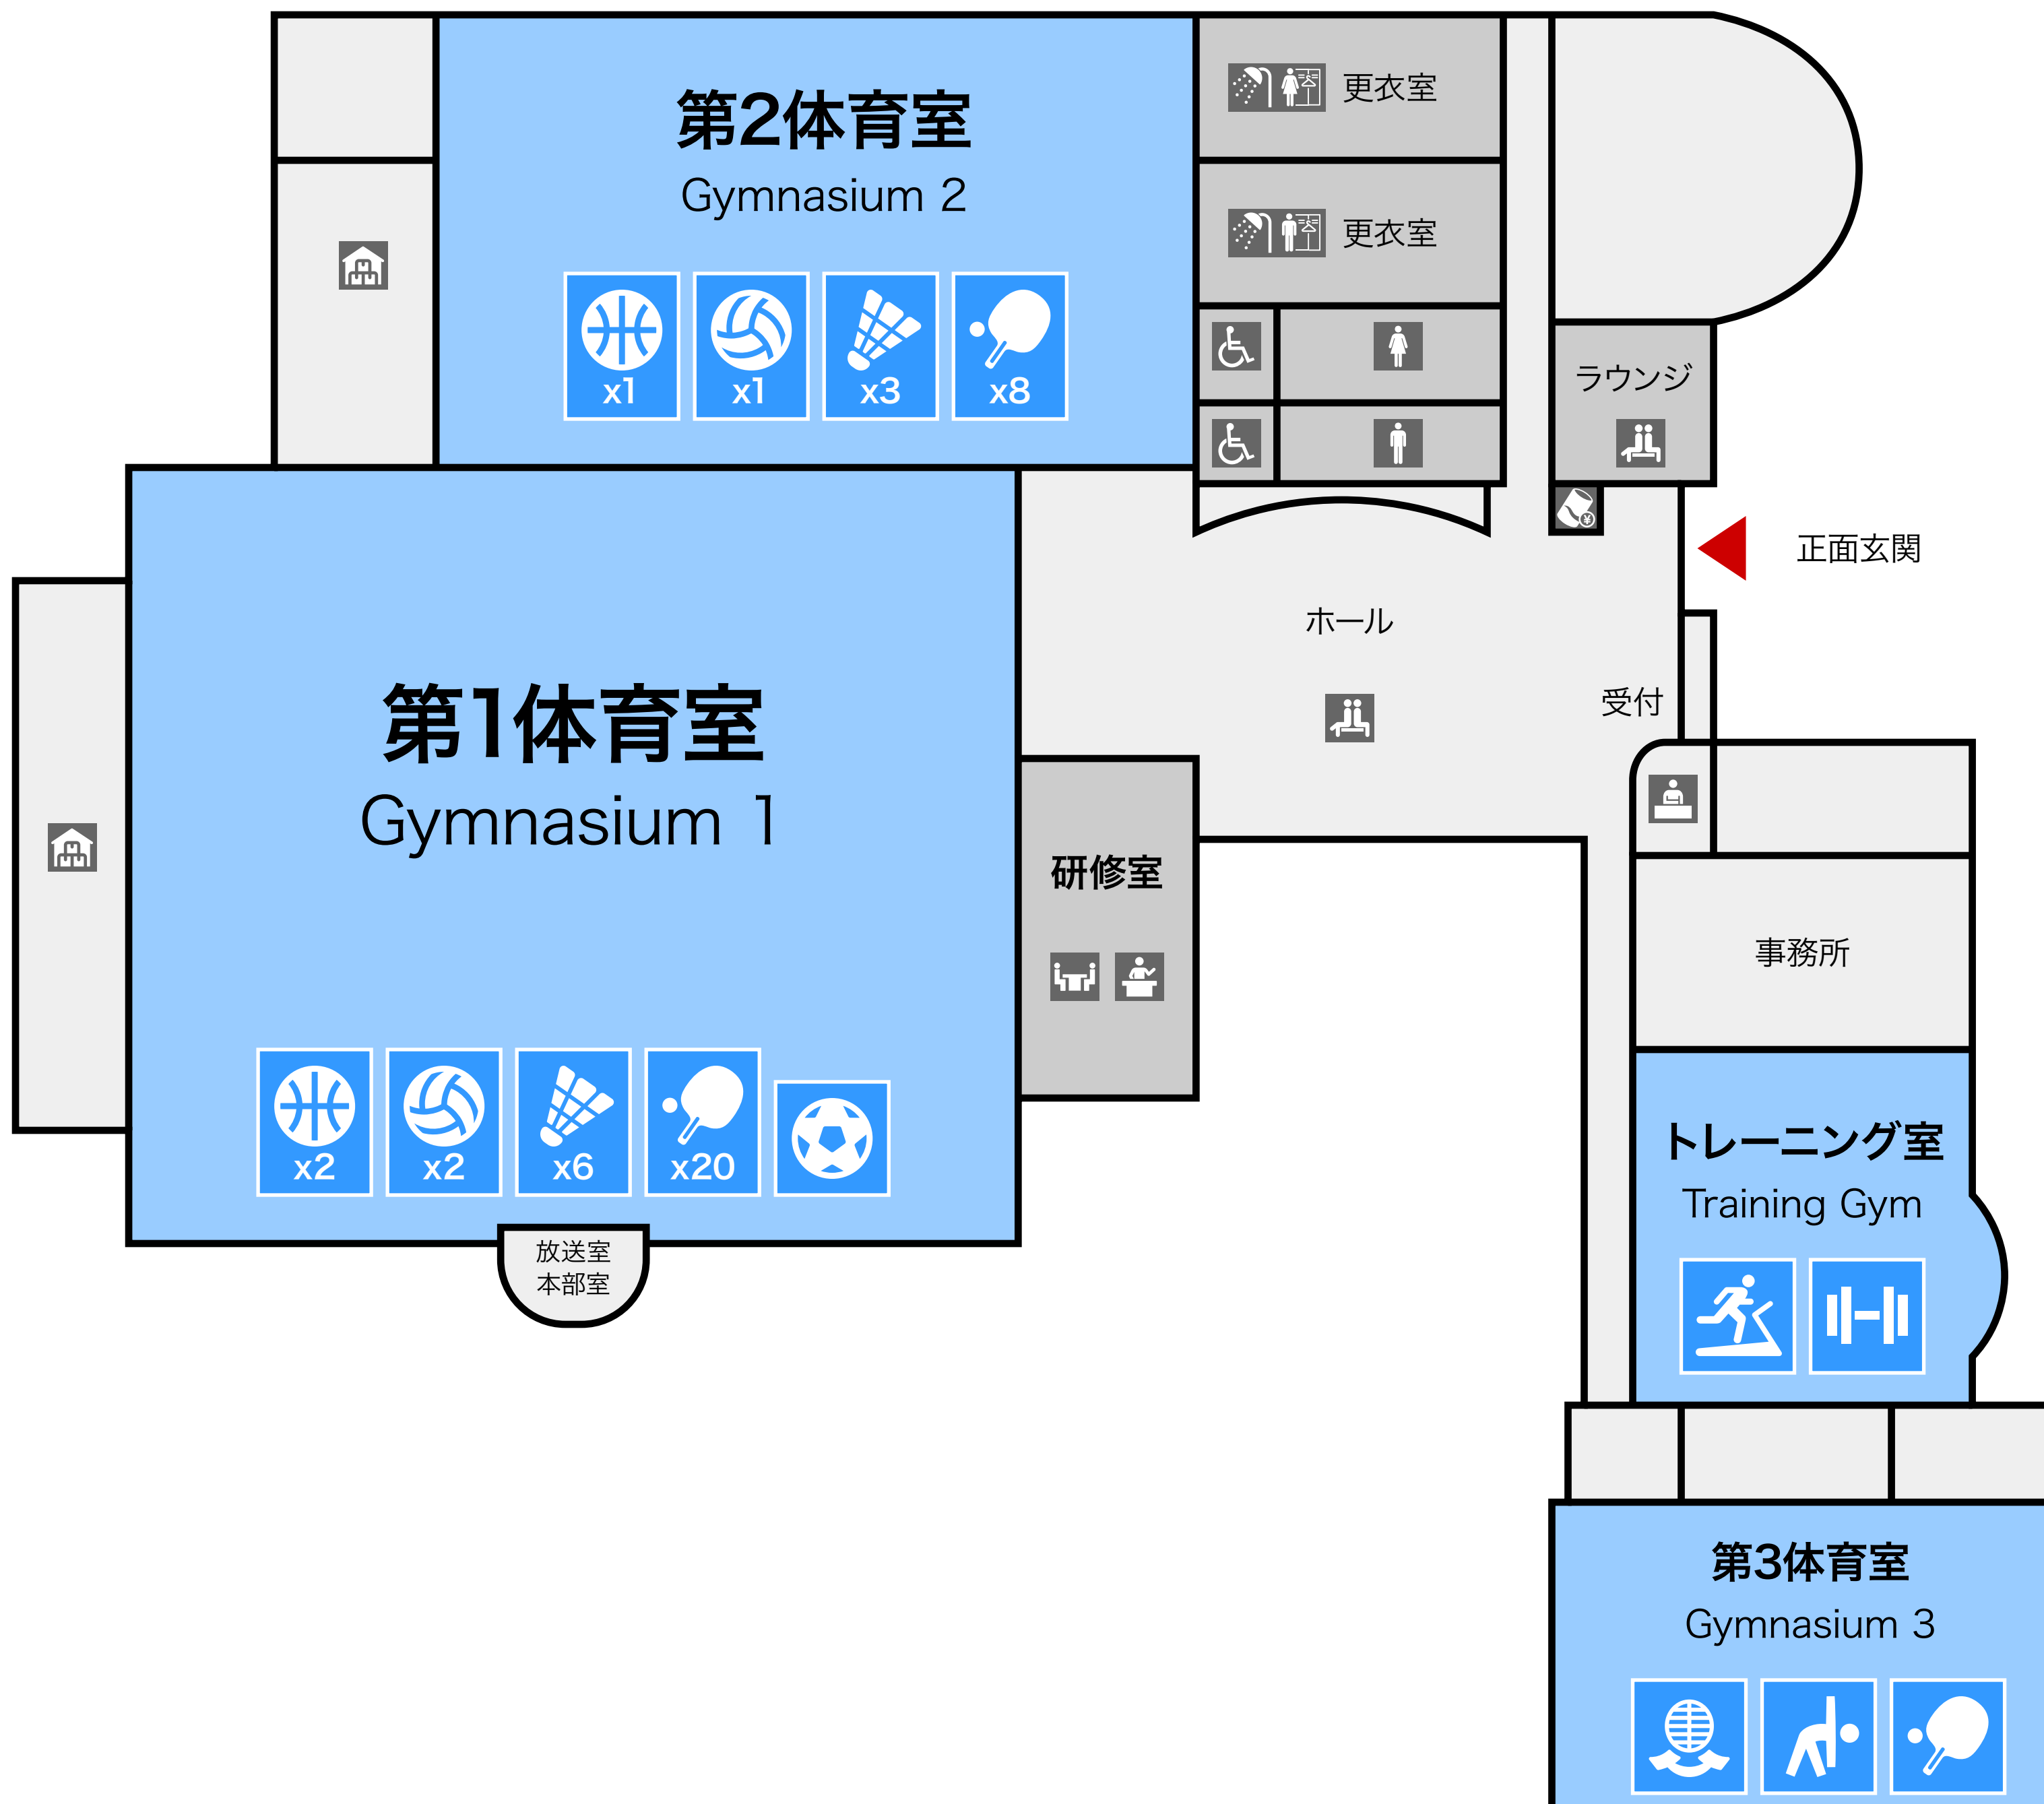 第2体育室
Gymnasium 2
x1
x1
x3
x8
更衣室
更衣室
ラウンジ
¥
正面玄関
ホール
受付
第1体育室
Gymnasium 1
x2
x2
x6
x20
放送室
本部室
研修室
事務所
トレーニング室
Training Gym
第3体育室
Gymnasium 3